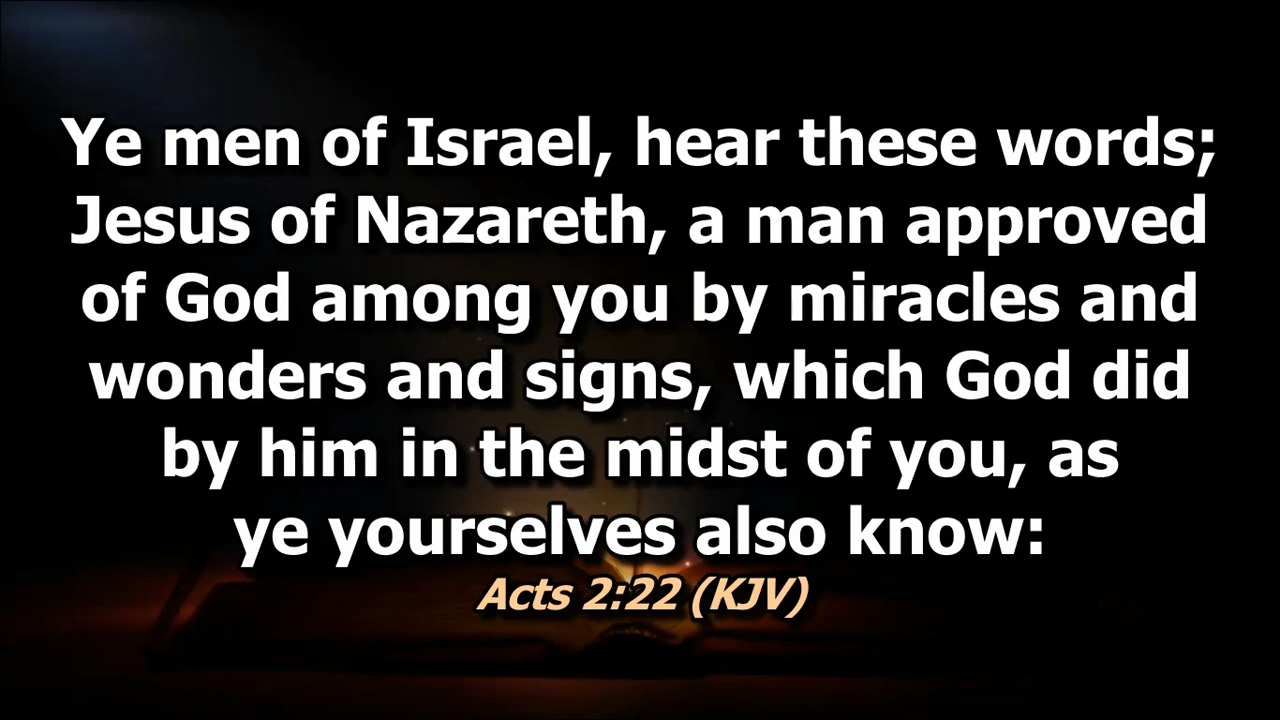 Ye men of Israel, hear these words;
Jesus of Nazareth, a man approved
of God among you by miracles and
wonders and signs, which God did
by him in the midst of you, as
ye yourselves also know:
Acts 2:22 (KJV)